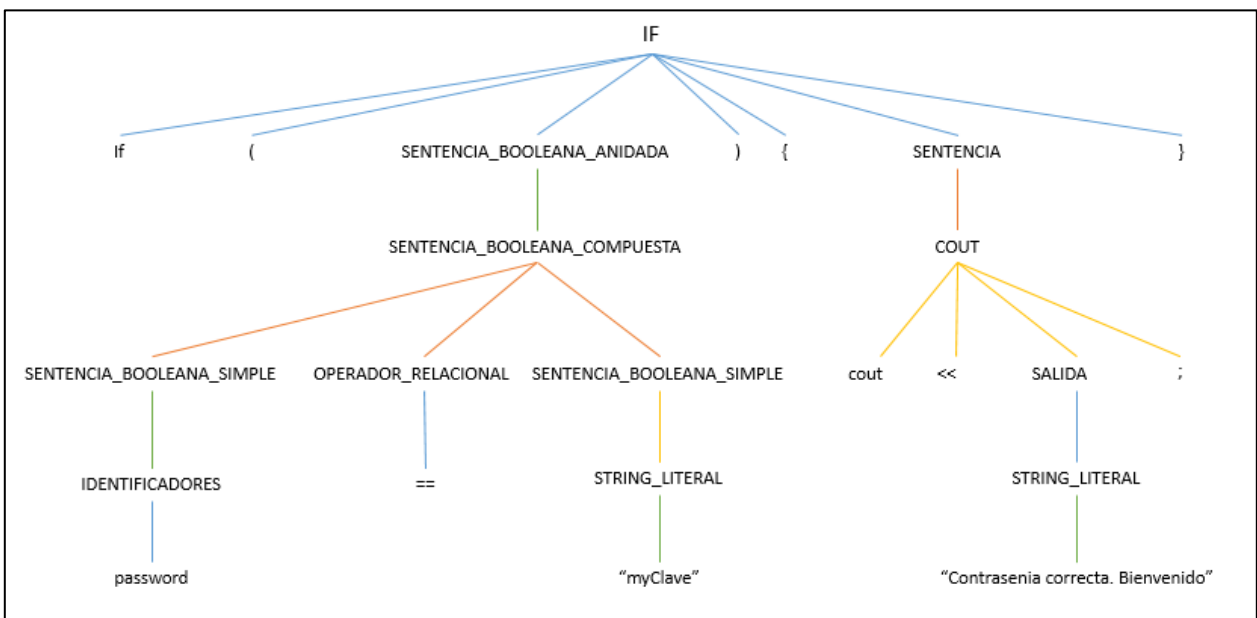 IF
If ( SENTENCIA_BOOLEANA_ANIDADA ) { SENTENCIA }
SENTENCIA_BOOLEANA_COMPUESTA COUT
SENTENCIA_BOOLEANA_SIMPLE OPERADOR_RELACIONAL SENTENCIA_BOOLEANA_SIMPLE cout << SALIDA ;
IDENTIFICADORES == STRING_LITERAL STRING_LITERAL
password “myClave” “Contrasenia correcta. Bienvenido”